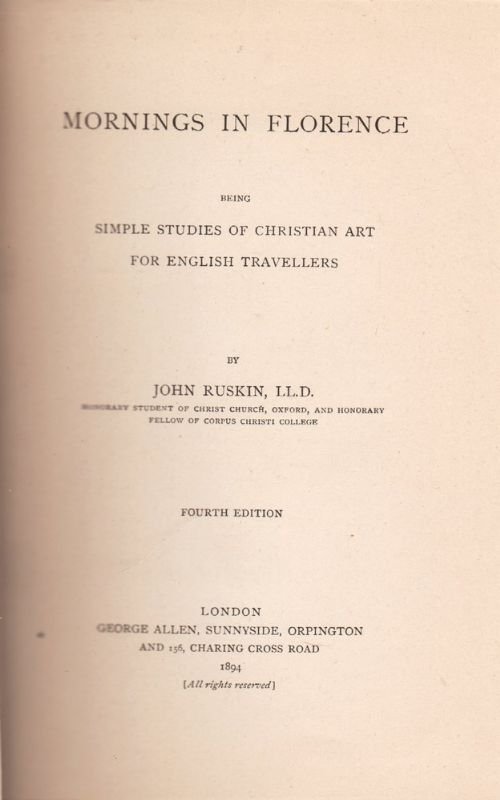 MORNINGS IN FLORENCE
BEING
SIMPLE STUDIES OF CHRISTIAN ART
FOR ENGLISH TRAVELLERS
BY
JOHN RUSKIN, LL.D.
HONORARY STUDENT OF CHRIST CHURCH, OXFORD, AND HONORARY
FELLOW OF CORPUS CHRISTI COLLEGE
FOURTH EDITION
LONDON
GEORGE ALLEN, SUNNYSIDE, ORPINGTON
AND 156, CHARING CROSS ROAD
1894
[All rights reserved]